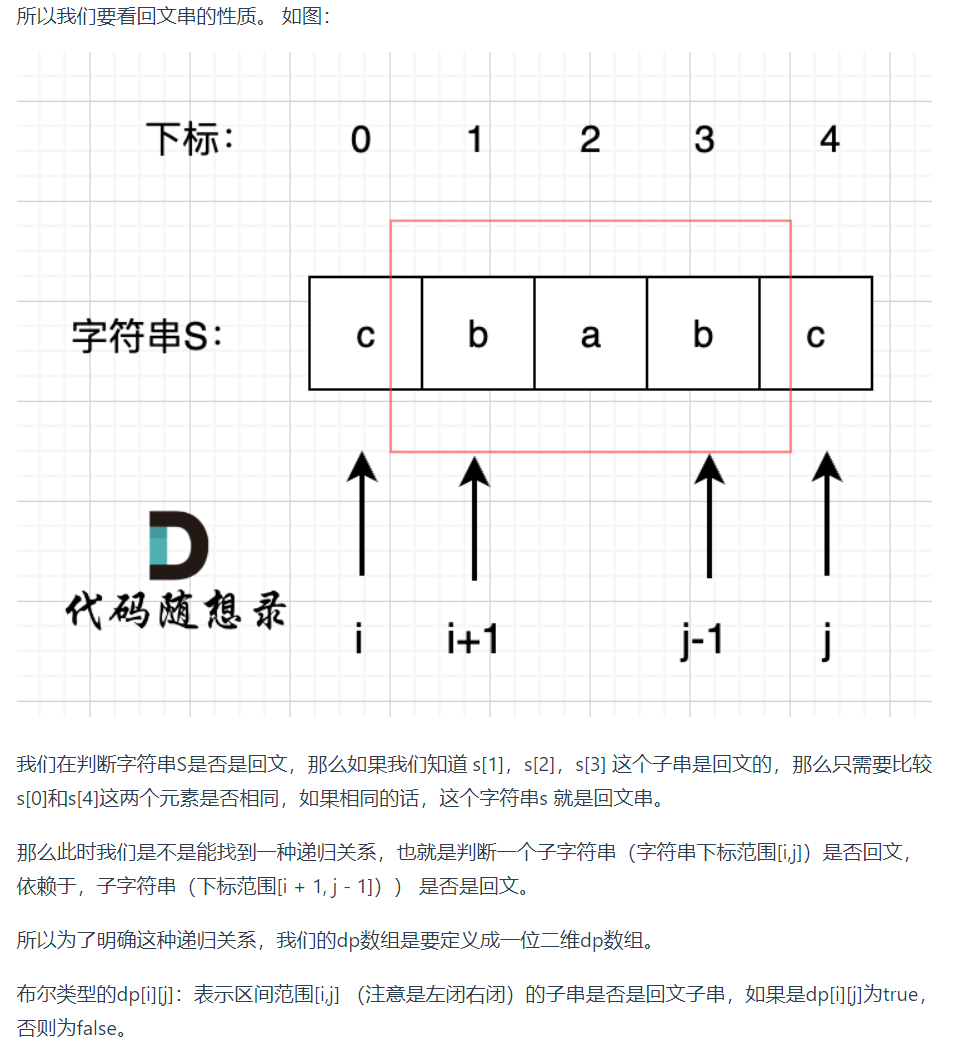 所以我们要看回文串的性质。 如图：
下标： 0 1 2 3 4
字符串S： c b a b c
代码随想录
i i+1 j-1 j
我们在判断字符串S是否是回文，那么如果我们知道 s[1]，s[2]，s[3] 这个子串是回文的，那么只需要比较
s[0]和s[4]这两个元素是否相同，如果相同的话，这个字符串s 就是回文串。
那么此时我们是不是能找到一种递归关系，也就是判断一个子字符串（字符串下标范围[i,j]）是否回文，
依赖于，子字符串（下标范围[i + 1, j - 1]）） 是否是回文。
所以为了明确这种递归关系，我们的dp数组是要定义成一位二维dp数组。
布尔类型的dp[i][j]：表示区间范围[i,j] （注意是左闭右闭）的子串是否是回文子串，如果是dp[i][j]为true，
否则为false。